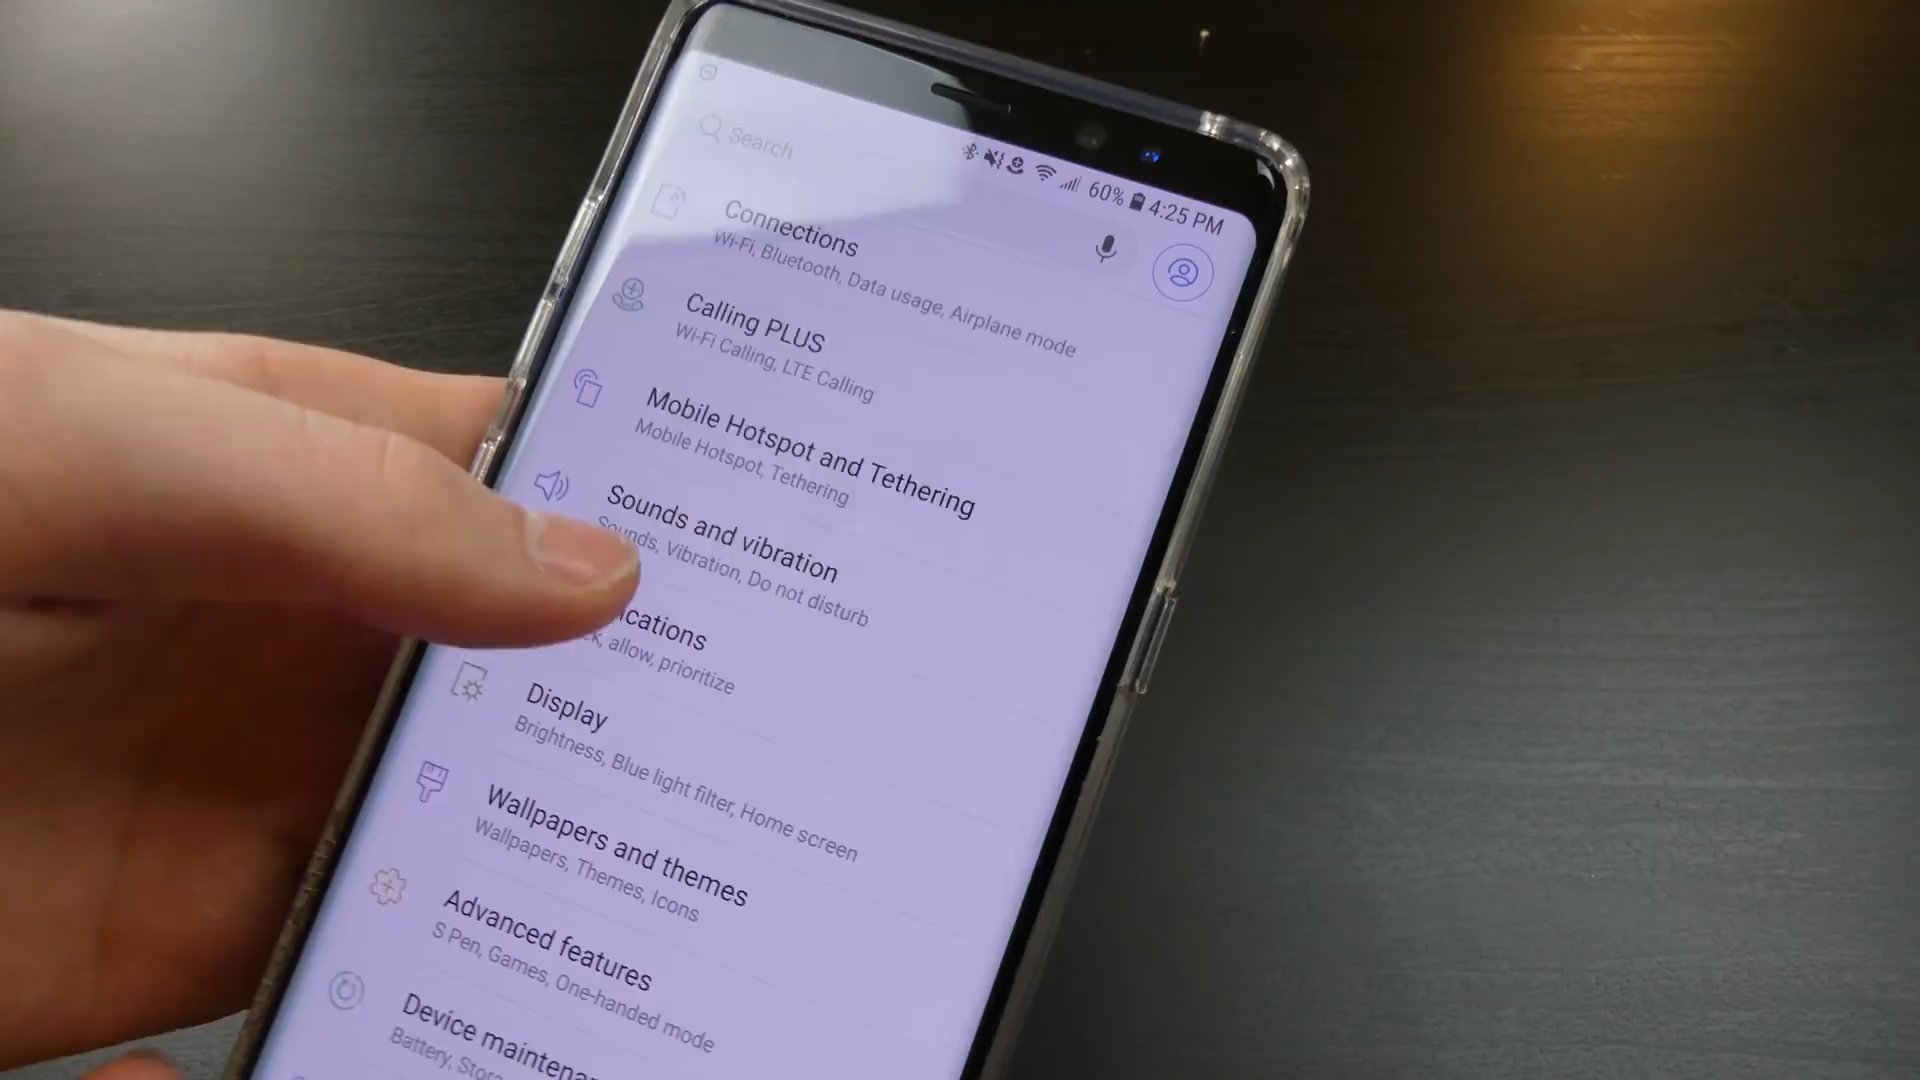 60% 4:25 PM
Search
Connections
Wi-Fi, Bluetooth, Data usage, Airplane mode
Calling PLUS
Wi-Fi Calling, LTE Calling
Mobile Hotspot and Tethering
Mobile Hotspot, Tethering
Sounds and vibration
Sounds, Vibration, Do not disturb
ications
allow, prioritize
Display
Brightness, Blue light filter, Home screen
Wallpapers and themes
Wallpapers, Themes, Icons
Advanced features
S Pen, Games, One-handed mode
Device maintena
Battery, Stora